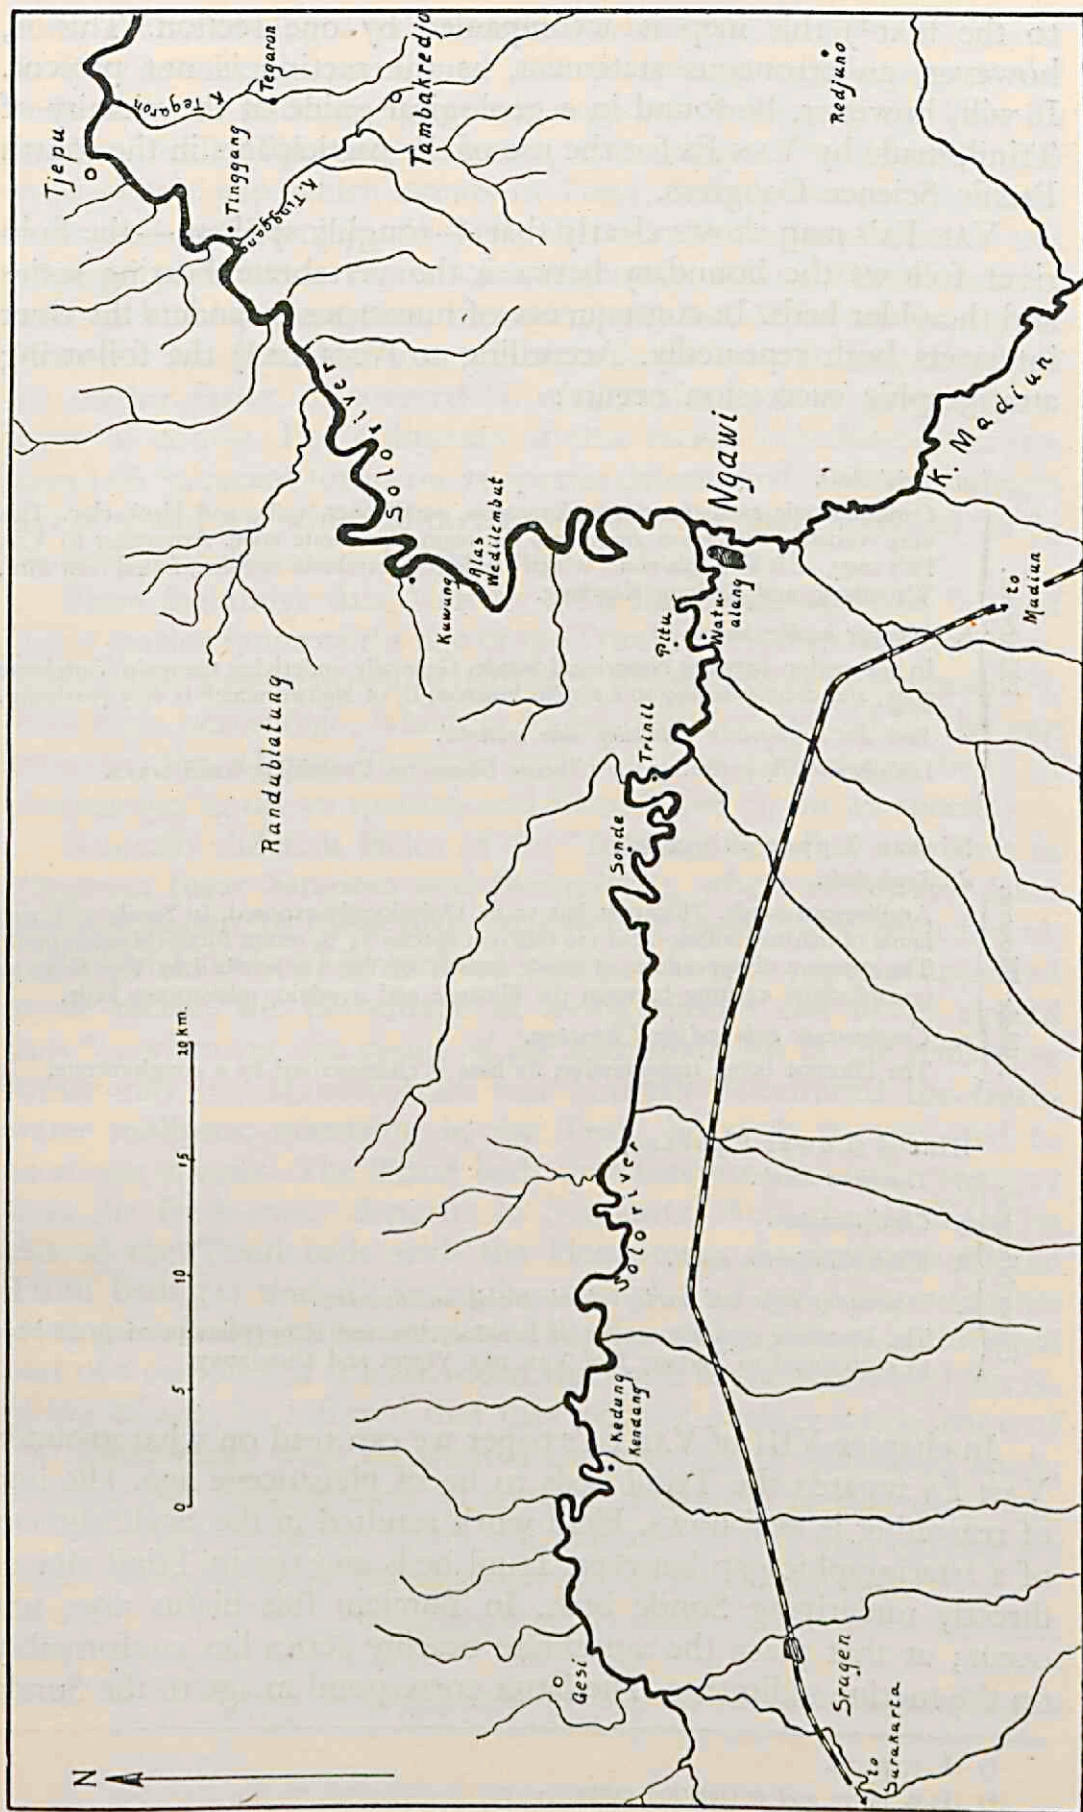 N
Tjepu
K. Tegaron
Tegaron
Tinggang
K. Tinggang
Tambakredjo
Redjuno
Solo river
Randublatung
Kuwung
Alas
Wedilembut
Ngawi
K. Madiun
Pitu
Watu-
alang
to
Madiun
Trinil
Sonde
Solo river
0 5 10 15 20 km.
Kedung
Kendang
Gesi
Sragen
to
Surakarta